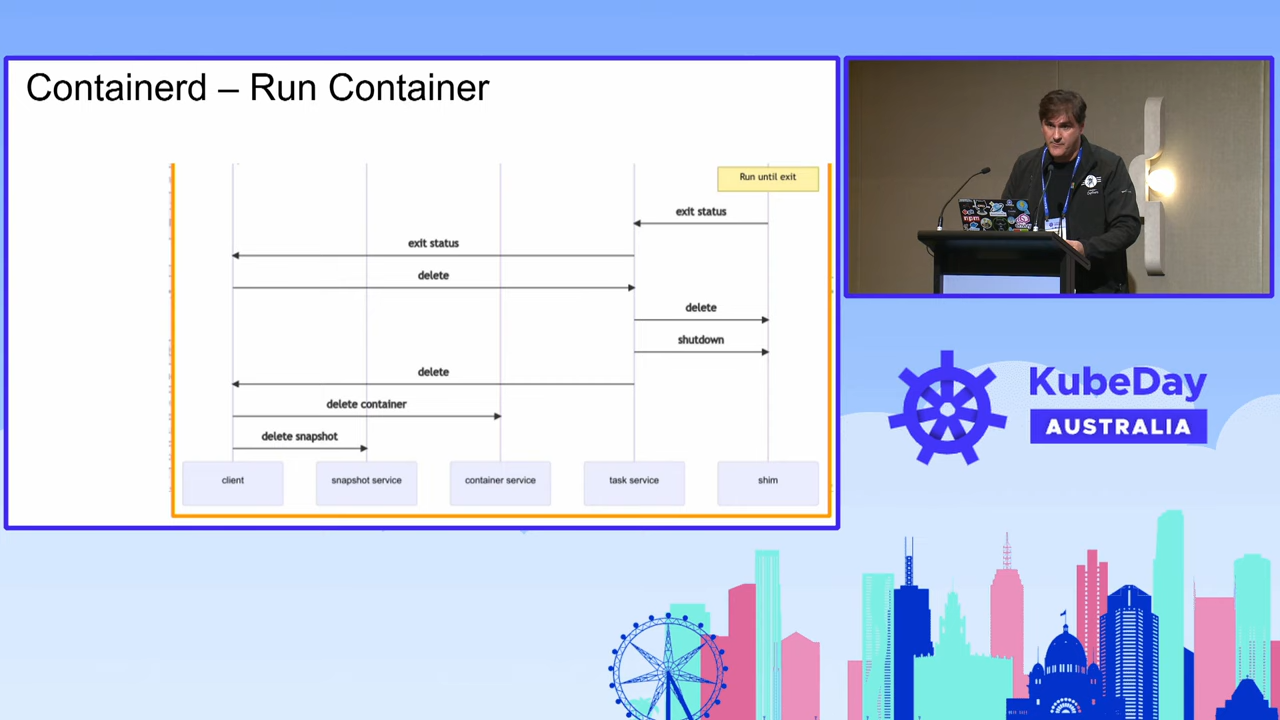 Containerd – Run Container
Run until exit
exit status
exit status
delete
delete
shutdown
delete
delete container
delete snapshot
client
snapshot service
container service
task service
shim
KubeDay
AUSTRALIA
npm